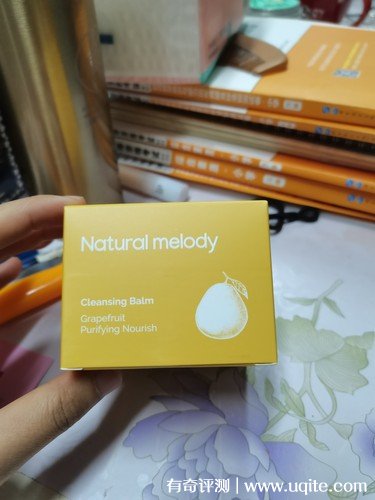 Natural melody
Cleansing Balm
Grapefruit
Purifying Nourish
有奇评测 | www.uqite.com